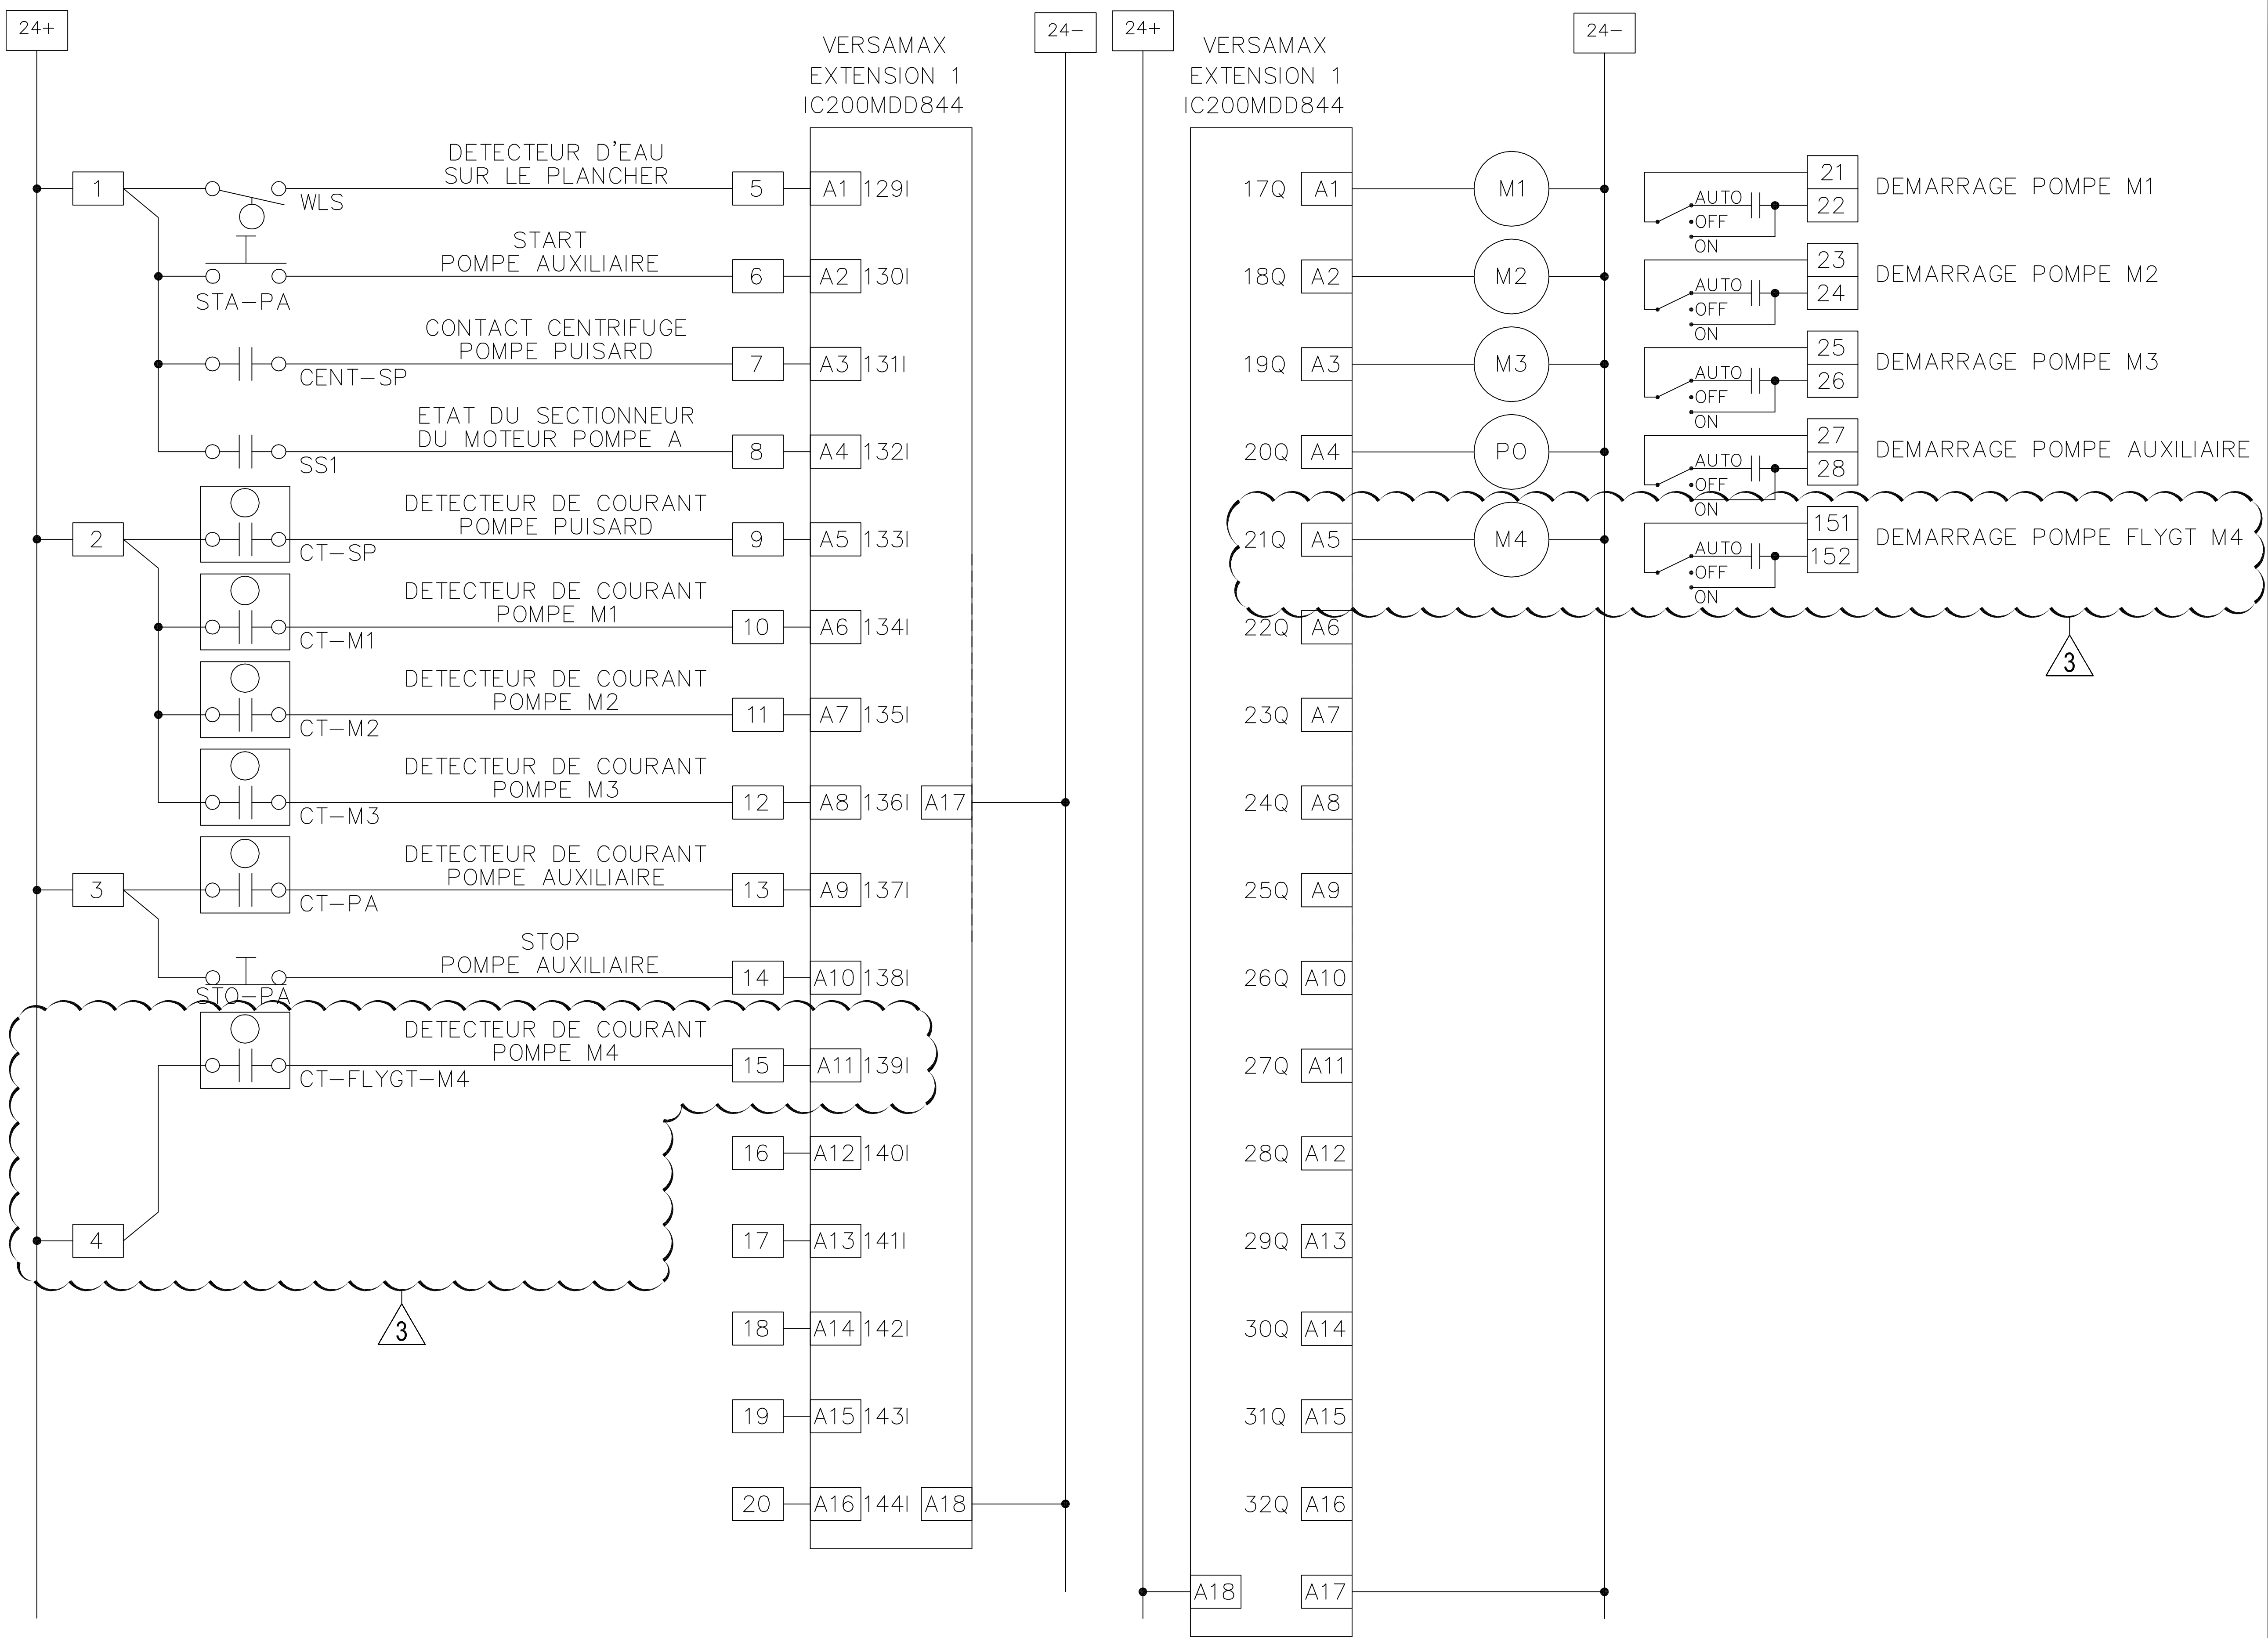 24+
24-
24+
24-
VERSAMAX
EXTENSION 1
IC200MDD844
VERSAMAX
EXTENSION 1
IC200MDD844
1
WLS
DETECTEUR D'EAU
SUR LE PLANCHER
5
A1
129I
STA-PA
START
POMPE AUXILIAIRE
6
A2
130I
CENT-SP
CONTACT CENTRIFUGE
POMPE PUISARD
7
A3
131I
SS1
ETAT DU SECTIONNEUR
DU MOTEUR POMPE A
8
A4
132I
2
CT-SP
DETECTEUR DE COURANT
POMPE PUISARD
9
A5
133I
CT-M1
DETECTEUR DE COURANT
POMPE M1
10
A6
134I
CT-M2
DETECTEUR DE COURANT
POMPE M2
11
A7
135I
CT-M3
DETECTEUR DE COURANT
POMPE M3
12
A8
136I
A17
3
CT-PA
DETECTEUR DE COURANT
POMPE AUXILIAIRE
13
A9
137I
STO-PA
STOP
POMPE AUXILIAIRE
14
A10
138I
CT-FLYGT-M4
DETECTEUR DE COURANT
POMPE M4
15
A11
139I
16
A12
140I
4
17
A13
141I
3
18
A14
142I
19
A15
143I
20
A16
144I
A18
17Q
A1
M1
AUTO
OFF
ON
21
22
DEMARRAGE POMPE M1
18Q
A2
M2
AUTO
OFF
ON
23
24
DEMARRAGE POMPE M2
19Q
A3
M3
AUTO
OFF
ON
25
26
DEMARRAGE POMPE M3
20Q
A4
PO
AUTO
OFF
ON
27
28
DEMARRAGE POMPE AUXILIAIRE
21Q
A5
M4
AUTO
OFF
ON
151
152
DEMARRAGE POMPE FLYGT M4
3
22Q
A6
23Q
A7
24Q
A8
25Q
A9
26Q
A10
27Q
A11
28Q
A12
29Q
A13
30Q
A14
31Q
A15
32Q
A16
A18
A17